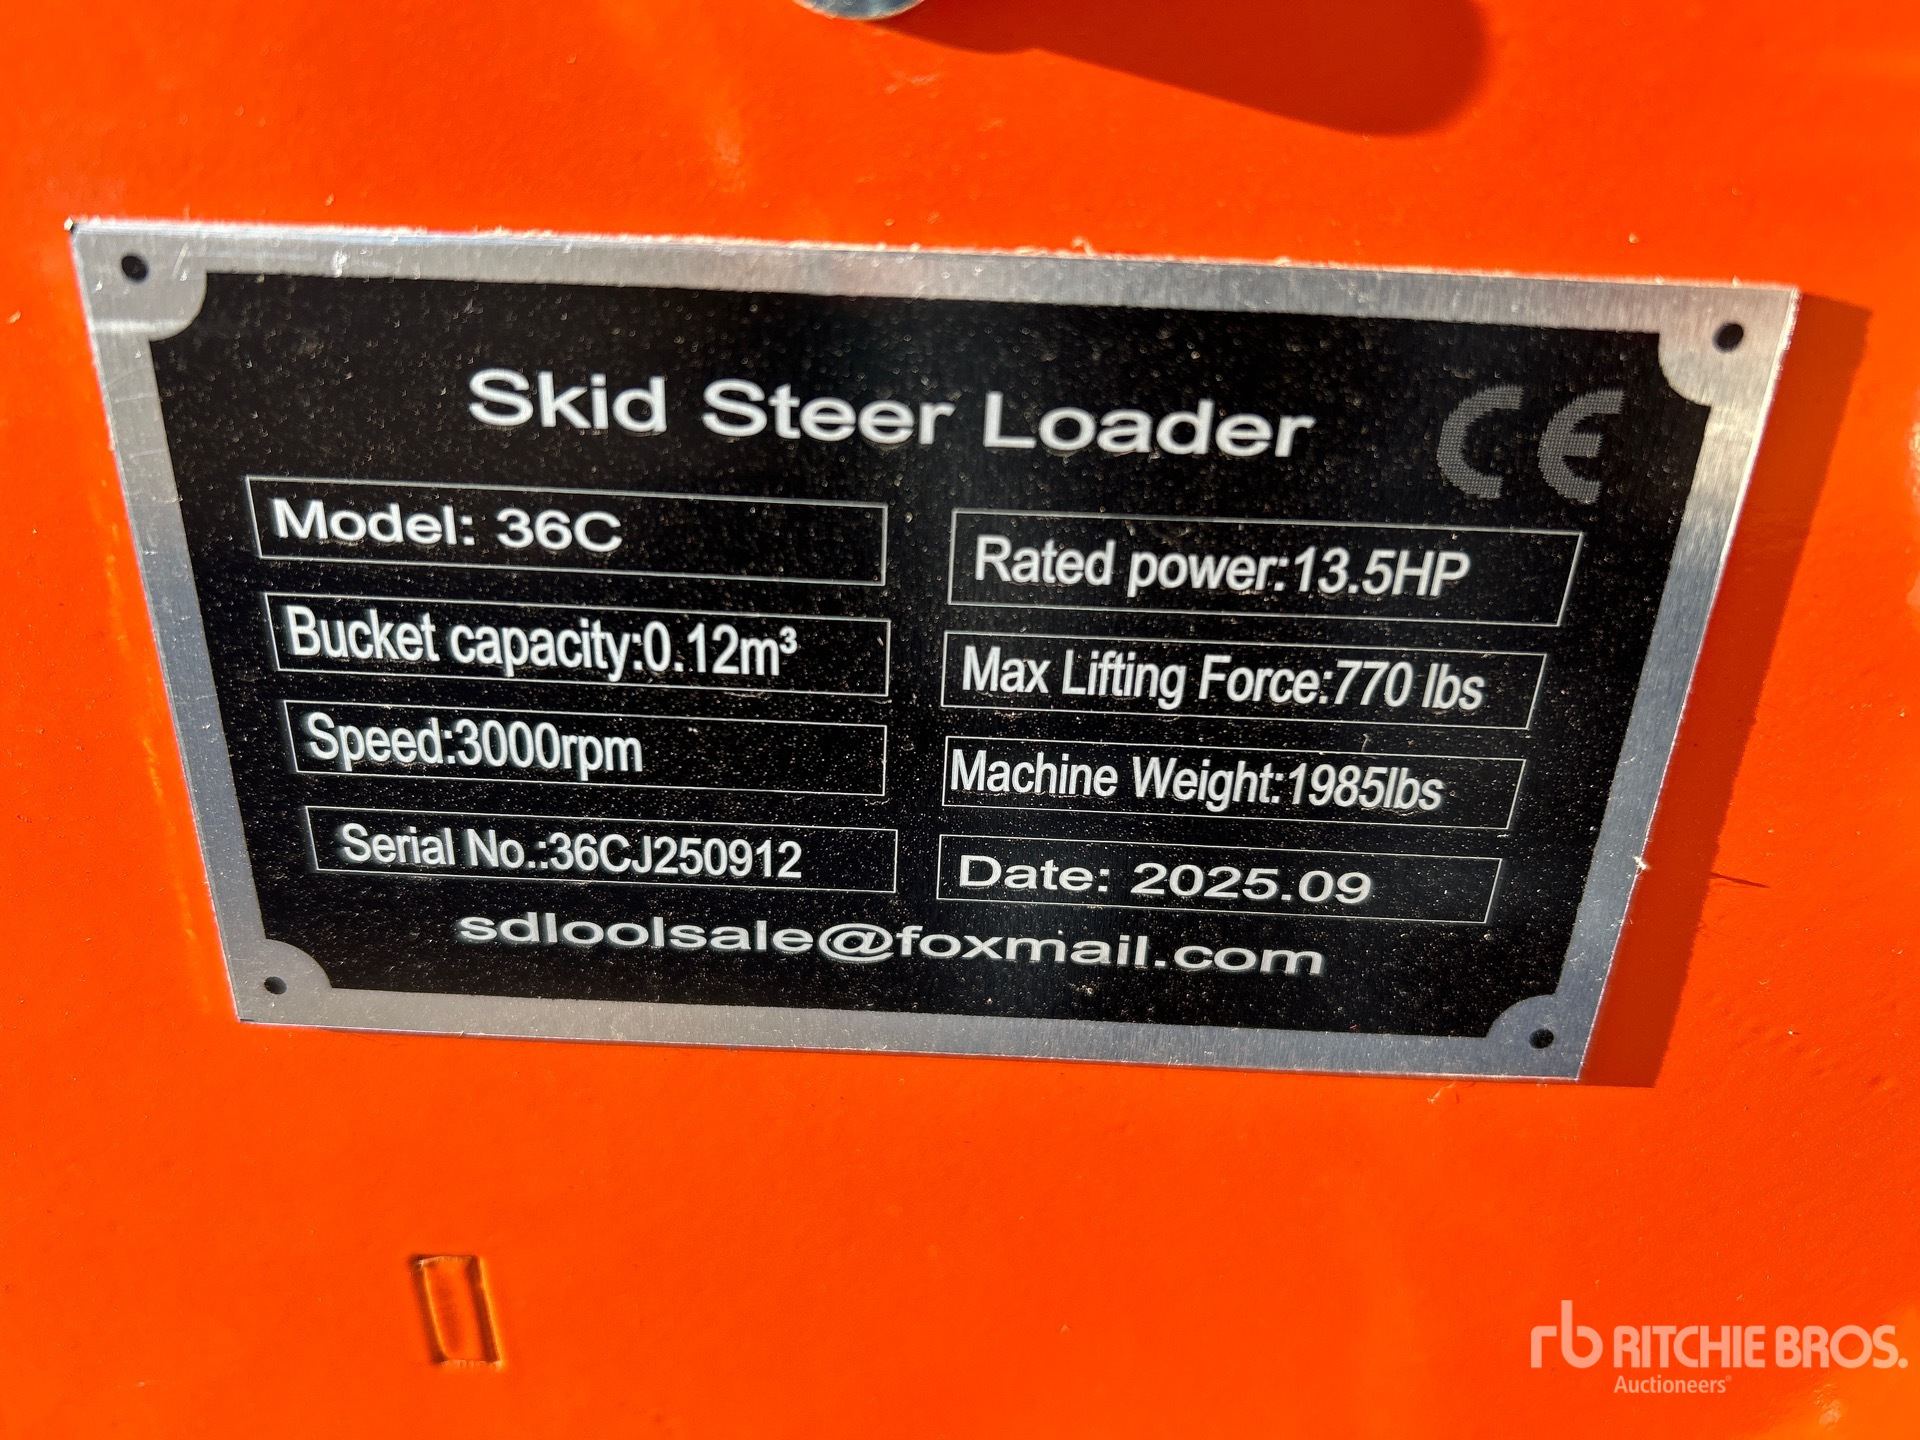 Skid Steer Loader CE
Model: 36C
Rated power:13.5HP
Bucket capacity:0.12m³
Max Lifting Force:770 lbs
Speed:3000rpm
Machine Weight:1985lbs
Serial No.:36CJ250912
Date: 2025.09
sdloolsale@foxmail.com
rb RITCHIE BROS.
Auctioneers®